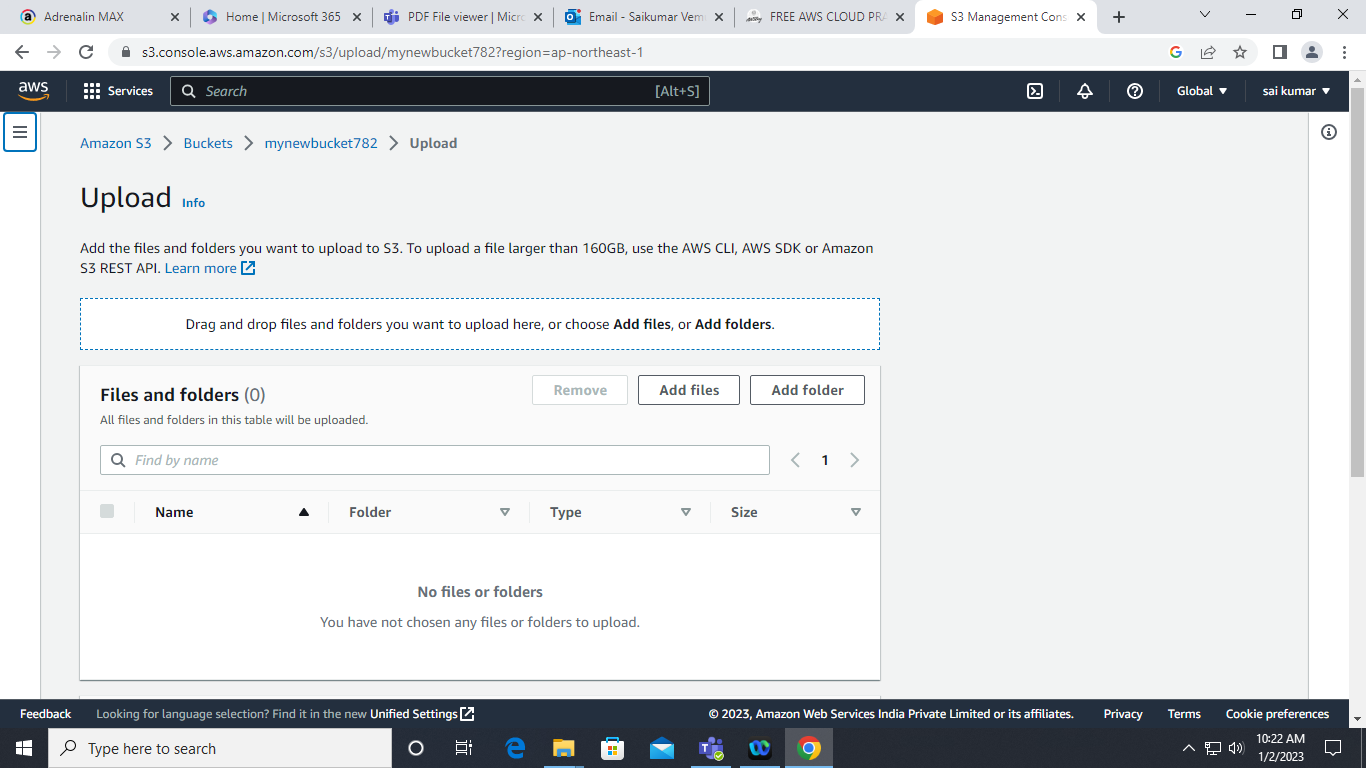 Adrenalin MAX
Home | Microsoft 365
PDF File viewer | Micro
Email - Saikumar Vem
FREE AWS CLOUD PRA
S3 Management Cons
s3.console.aws.amazon.com/s3/upload/mynewbucket782?region=ap-northeast-1
aws
Services
Search
[Alt+S]
Global
sai kumar
Amazon S3
Buckets
mynewbucket782
Upload
Upload
Info
Add the files and folders you want to upload to S3. To upload a file larger than 160GB, use the AWS CLI, AWS SDK or Amazon
S3 REST API. Learn more
Drag and drop files and folders you want to upload here, or choose Add files, or Add folders.
Files and folders (0)
Remove
Add files
Add folder
All files and folders in this table will be uploaded.
Find by name
1
Name
Folder
Type
Size
No files or folders
You have not chosen any files or folders to upload.
Feedback
Looking for language selection? Find it in the new Unified Settings
© 2023, Amazon Web Services India Private Limited or its affiliates.
Privacy
Terms
Cookie preferences
Type here to search
10:22 AM
1/2/2023